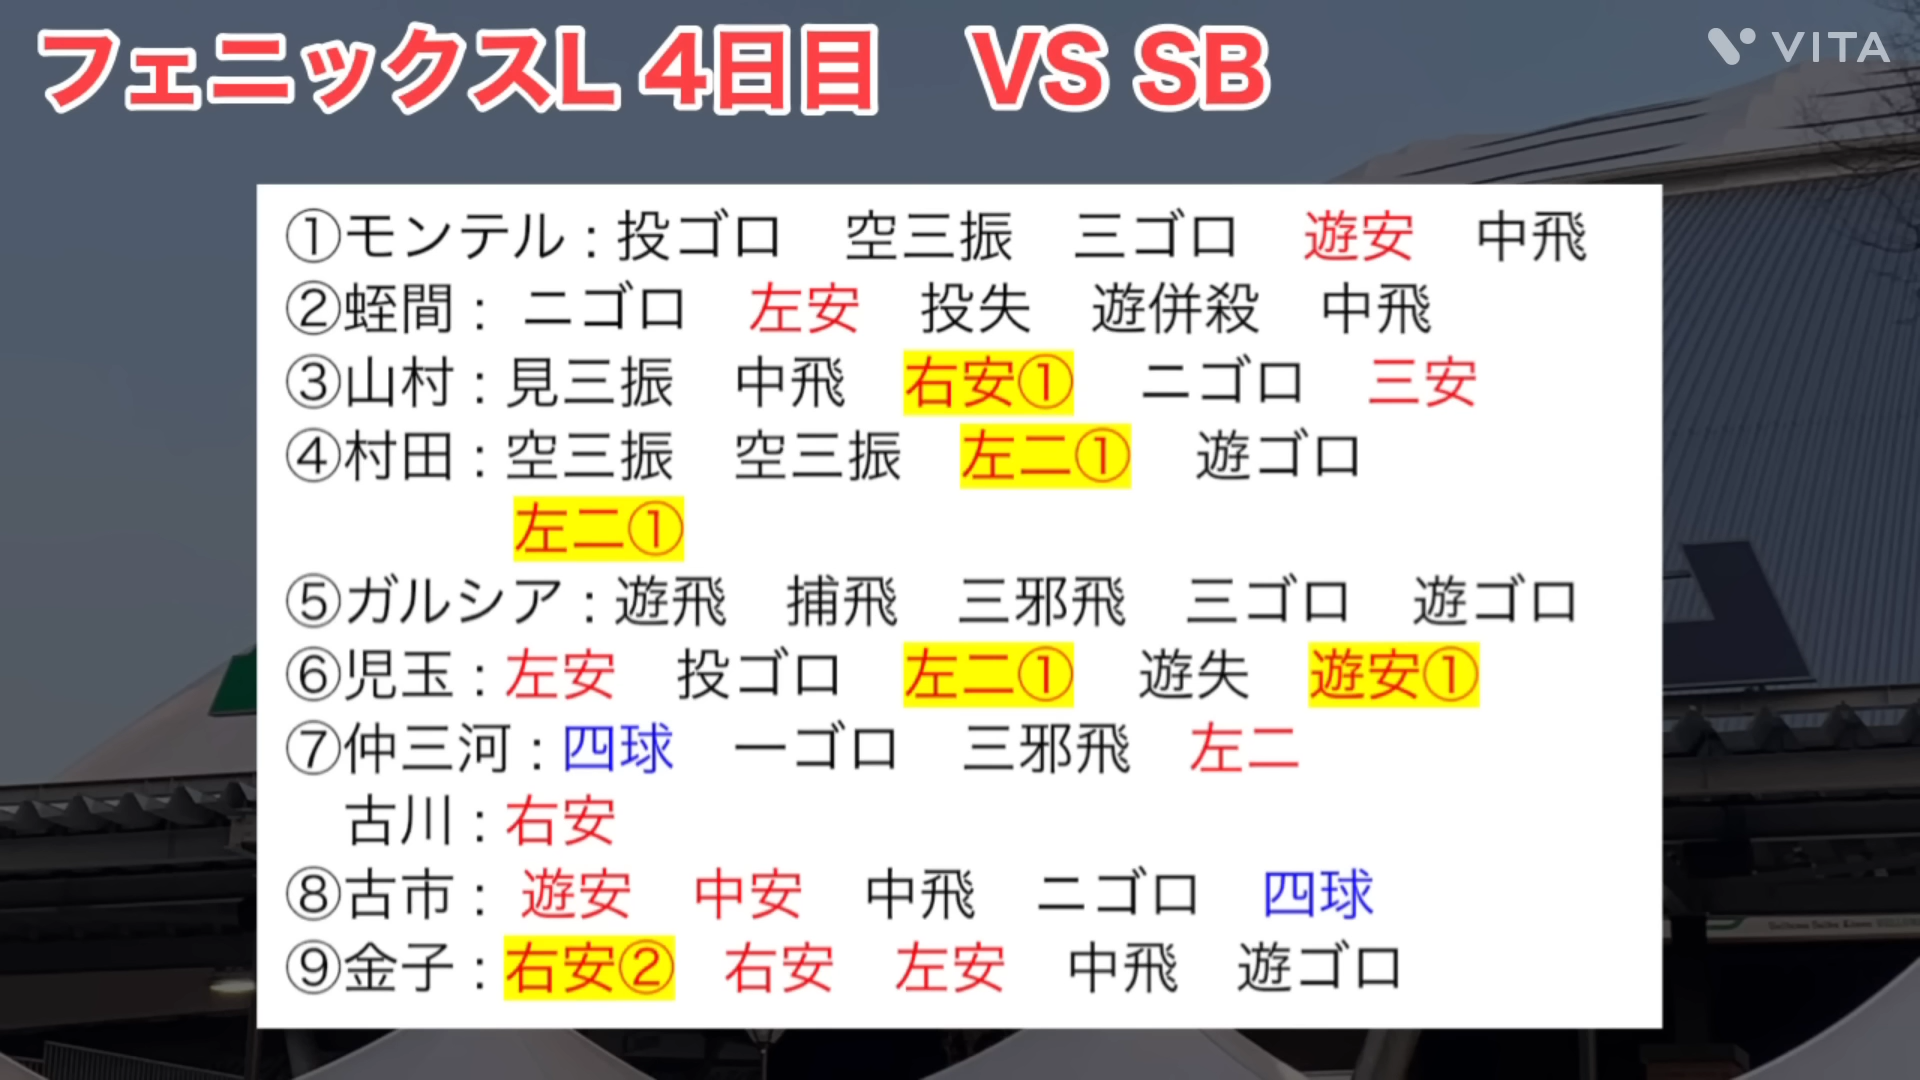 フェニックスL 4日目　VS SB
VITA
①モンテル：投ゴロ　空三振　三ゴロ　遊安　中飛
②蛭間：二ゴロ　左安　投失　遊併殺　中飛
③山村：見三振　中飛　右安①　二ゴロ　三安
④村田：空三振　空三振　左二①　遊ゴロ
左二①
⑤ガルシア：遊飛　捕飛　三邪飛　三ゴロ　遊ゴロ
⑥児玉：左安　投ゴロ　左二①　遊失　遊安①
⑦仲三河：四球　一ゴロ　三邪飛　左二
古川：右安
⑧古市：遊安　中安　中飛　二ゴロ　四球
⑨金子：右安②　右安　左安　中飛　遊ゴロ